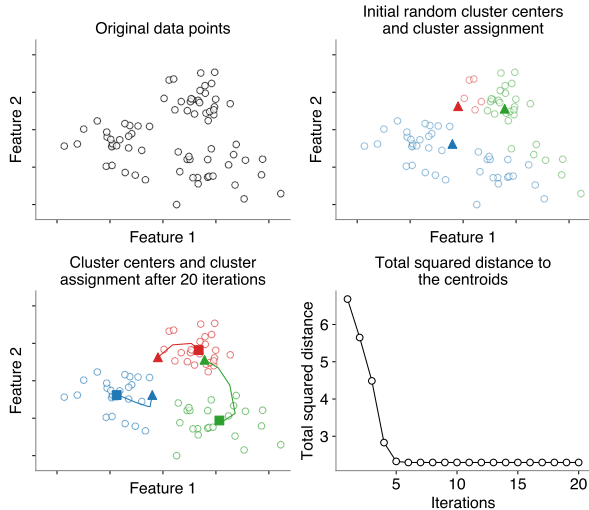 Original data points
Feature 2
Feature 1
Initial random cluster centers
and cluster assignment
Feature 2
Feature 1
Cluster centers and cluster
assignment after 20 iterations
Feature 2
Feature 1
Total squared distance to
the centroids
Total squared distance
6
5
4
3
5
10
15
20
Iterations